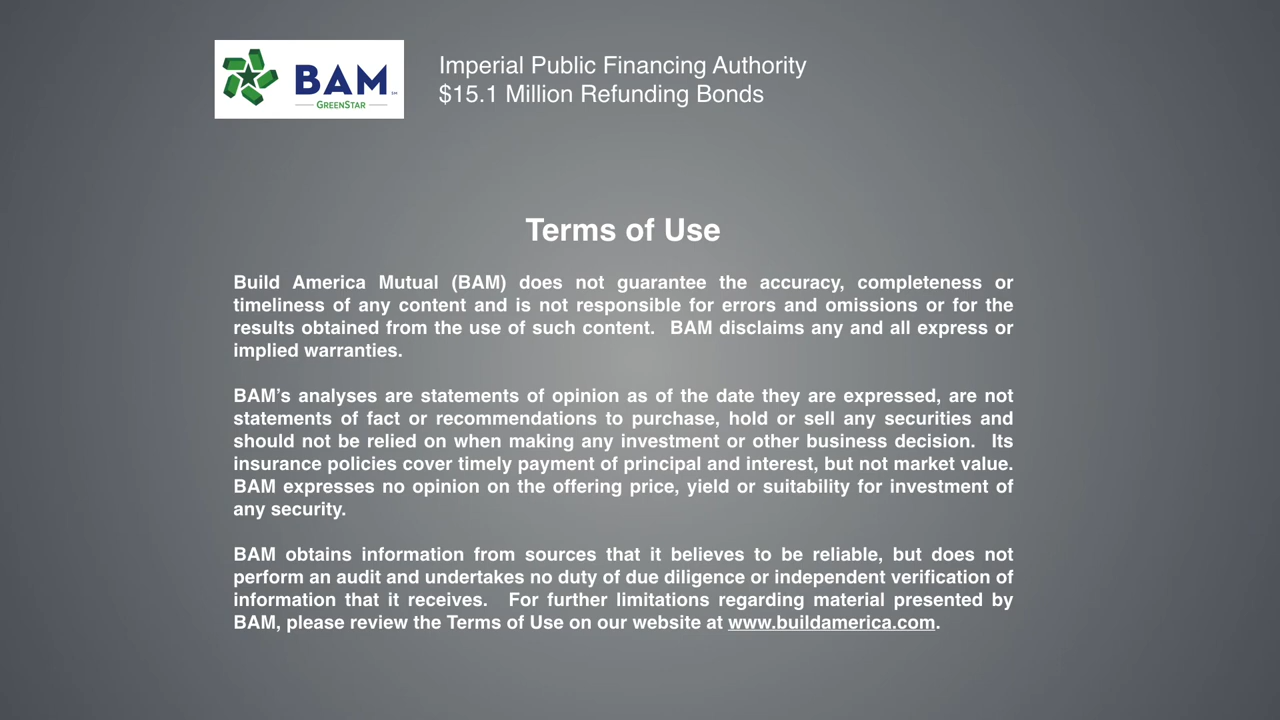 BAM SM
GREENSTAR
Imperial Public Financing Authority
$15.1 Million Refunding Bonds
Terms of Use
Build America Mutual (BAM) does not guarantee the accuracy, completeness or
timeliness of any content and is not responsible for errors and omissions or for the
results obtained from the use of such content.  BAM disclaims any and all express or
implied warranties.
BAM’s analyses are statements of opinion as of the date they are expressed, are not
statements of fact or recommendations to purchase, hold or sell any securities and
should not be relied on when making any investment or other business decision.  Its
insurance policies cover timely payment of principal and interest, but not market value.
BAM expresses no opinion on the offering price, yield or suitability for investment of
any security.
BAM obtains information from sources that it believes to be reliable, but does not
perform an audit and undertakes no duty of due diligence or independent verification of
information that it receives.  For further limitations regarding material presented by
BAM, please review the Terms of Use on our website at www.buildamerica.com.